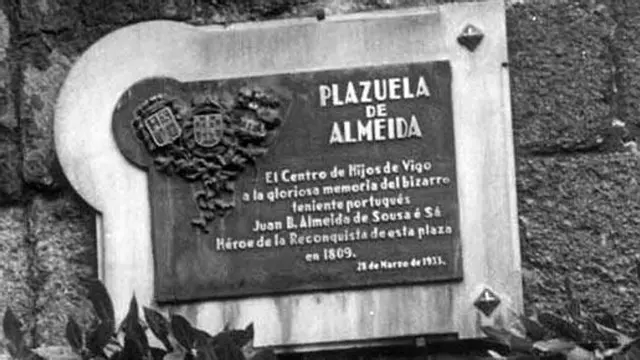 PLAZUELA
DE
ALMEIDA
El Centro de Hijos de Vigo
a la gloriosa memoria del bizarro
teniente portugués
Juan B. Almeida de Sousa é Sá
Héroe de la Reconquista de esta plaza
en 1809.
28 de Marzo de 1933.